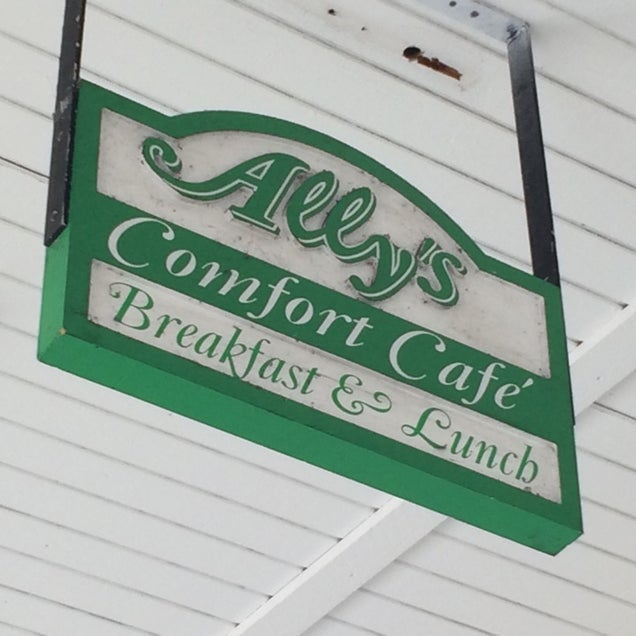 Ally's
Comfort Café
Breakfast & Lunch